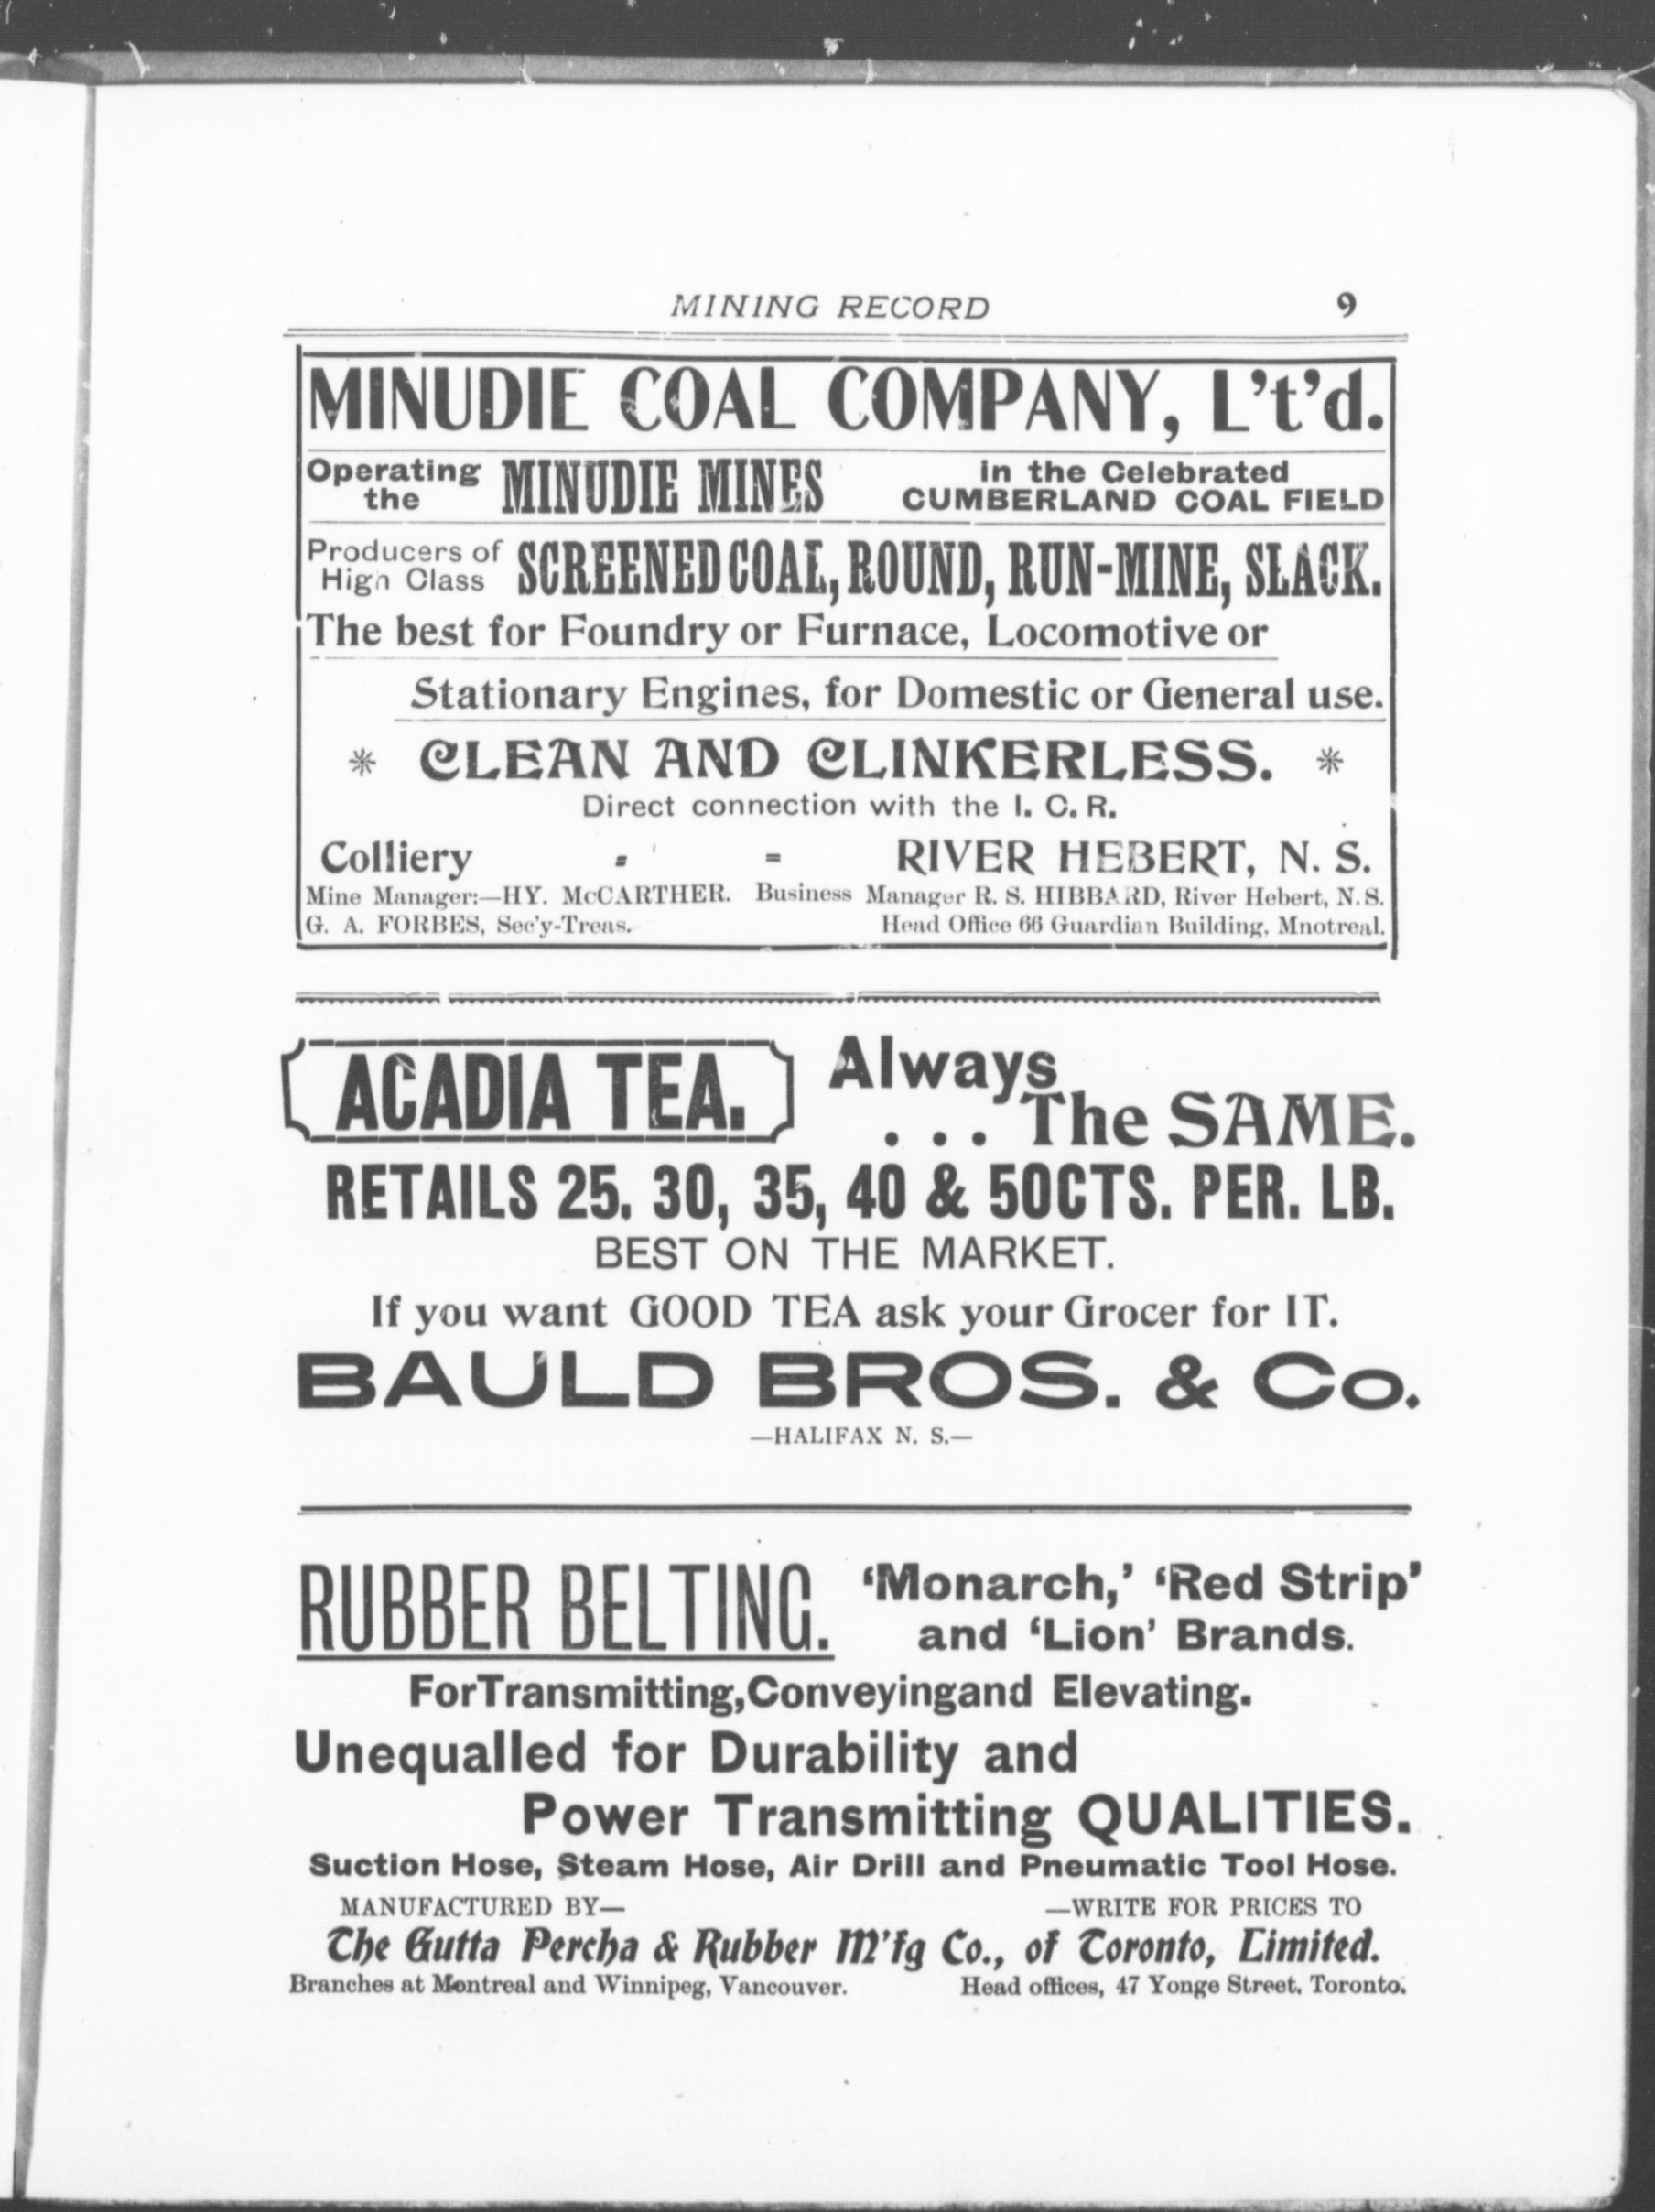 MINING RECORD 9
MINUDIE COAL COMPANY, L't'd.
Operating the MINUDIE MINES in the Celebrated CUMBERLAND COAL FIELD
Producers of High Class SCREENED COAL, ROUND, RUN-MINE, SLACK.
The best for Foundry or Furnace, Locomotive or
Stationary Engines, for Domestic or General use.
* CLEAN AND CLINKERLESS. *
Direct connection with the I. C. R.
Colliery - - RIVER HEBERT, N. S.
Mine Manager:—HY. McCARTHER. Business Manager R. S. HIBBARD, River Hebert, N. S.
G. A. FORBES, Sec'y-Treas. Head Office 66 Guardian Building, Mnotreal.
ACADIA TEA. Always
. . . The SAME.
RETAILS 25, 30, 35, 40 & 50CTS. PER. LB.
BEST ON THE MARKET.
If you want GOOD TEA ask your Grocer for IT.
BAULD BROS. & Co.
—HALIFAX N. S.—
RUBBER BELTING. 'Monarch,' 'Red Strip'
and 'Lion' Brands.
ForTransmitting,Conveyingand Elevating.
Unequalled for Durability and
Power Transmitting QUALITIES.
Suction Hose, Steam Hose, Air Drill and Pneumatic Tool Hose.
MANUFACTURED BY— —WRITE FOR PRICES TO
The Gutta Percha & Rubber M'fg Co., of Toronto, Limited.
Branches at Montreal and Winnipeg, Vancouver. Head offices, 47 Yonge Street, Toronto.